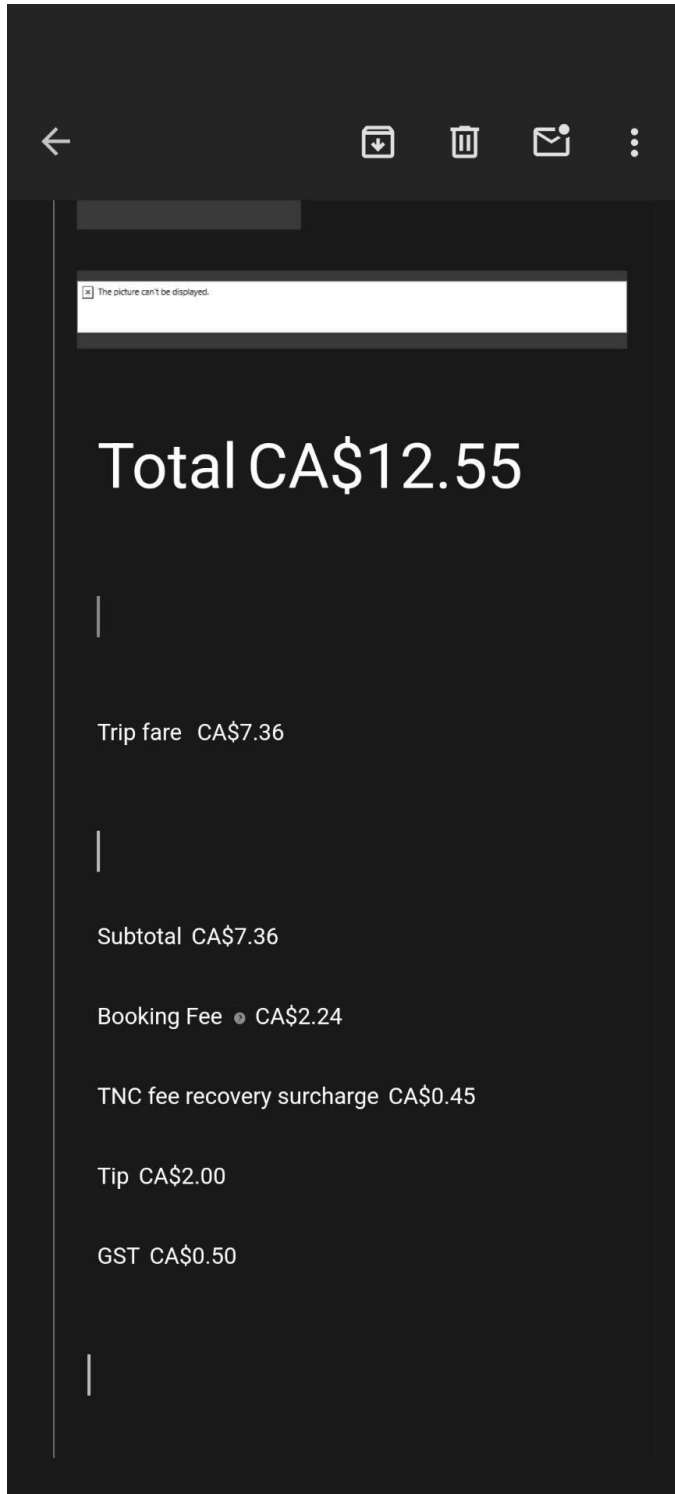 The picture can't be displayed.
Total CA$12.55
Trip fare CA$7.36
Subtotal CA$7.36
Booking Fee ? CA$2.24
TNC fee recovery surcharge CA$0.45
Tip CA$2.00
GST CA$0.50